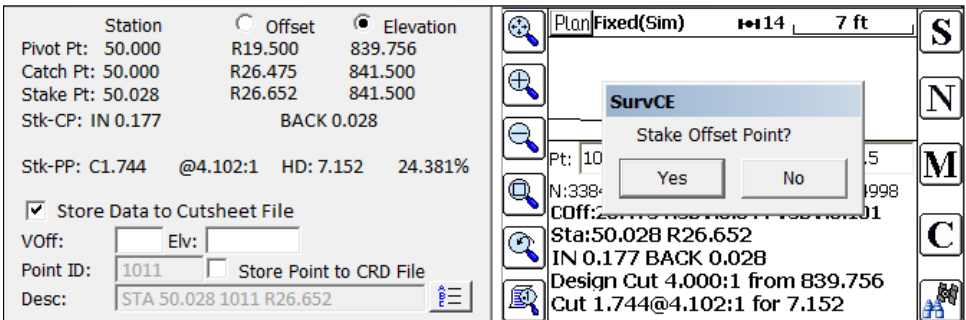 Station Offset Elevation
Pivot Pt: 50.000 R19.500 839.756
Catch Pt: 50.000 R26.475 841.500
Stake Pt: 50.028 R26.652 841.500
Stk-CP: IN 0.177 BACK 0.028
Stk-PP: C1.744 @4.102:1 HD: 7.152 24.381%
Store Data to Cutsheet File
VOff: Elv:
Point ID: 1011 Store Point to CRD File
Desc: STA 50.028 1011 R26.652
Plan Fixed(Sim) 14 7 ft
SurvCE
Stake Offset Point?
Yes No
Pt: 10 .5
N:3384 4998
Sta:50.028 R26.652
IN 0.177 BACK 0.028
Design Cut 4.000:1 from 839.756
Cut 1.744@4.102:1 for 7.152
S
N
M
C